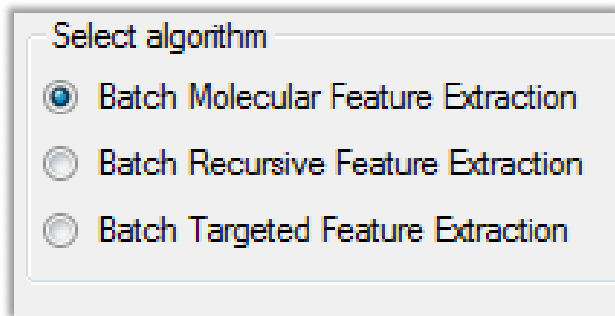 Select algorithm
Batch Molecular Feature Extraction
Batch Recursive Feature Extraction
Batch Targeted Feature Extraction